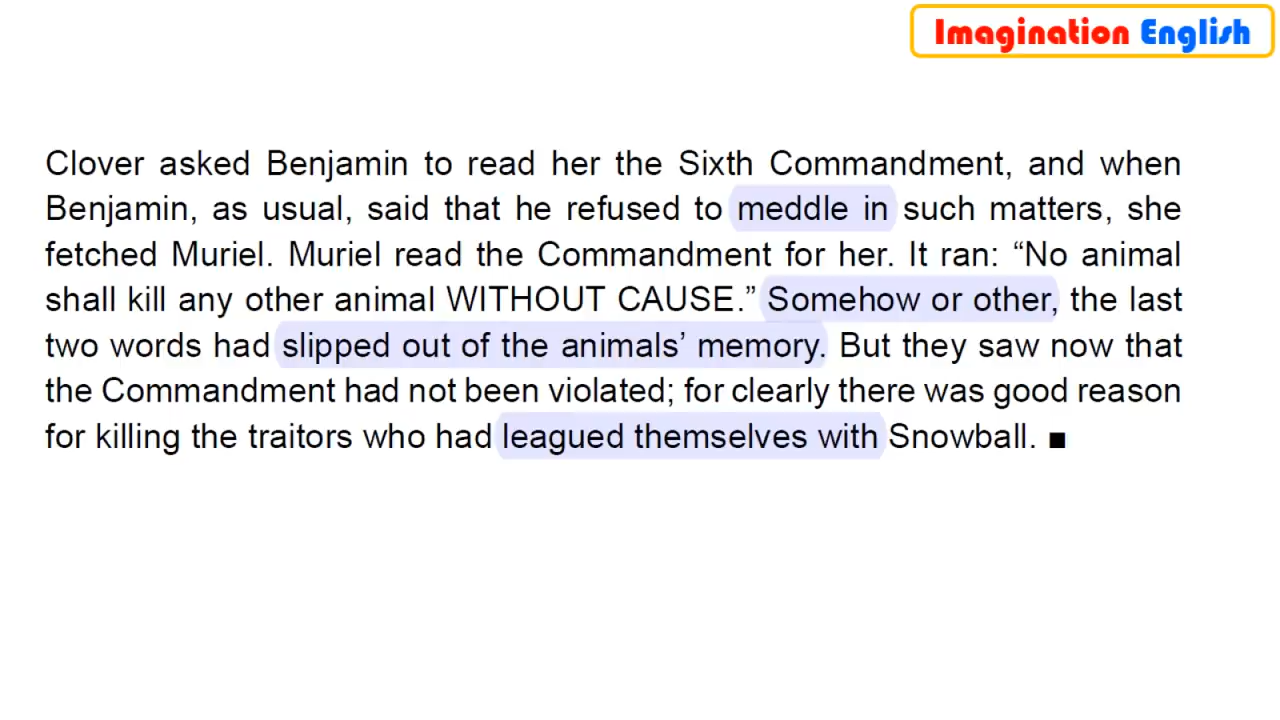 Imagination English
Clover asked Benjamin to read her the Sixth Commandment, and when
Benjamin, as usual, said that he refused to meddle in such matters, she
fetched Muriel. Muriel read the Commandment for her. It ran: “No animal
shall kill any other animal WITHOUT CAUSE.” Somehow or other, the last
two words had slipped out of the animals’ memory. But they saw now that
the Commandment had not been violated; for clearly there was good reason
for killing the traitors who had leagued themselves with Snowball. ■